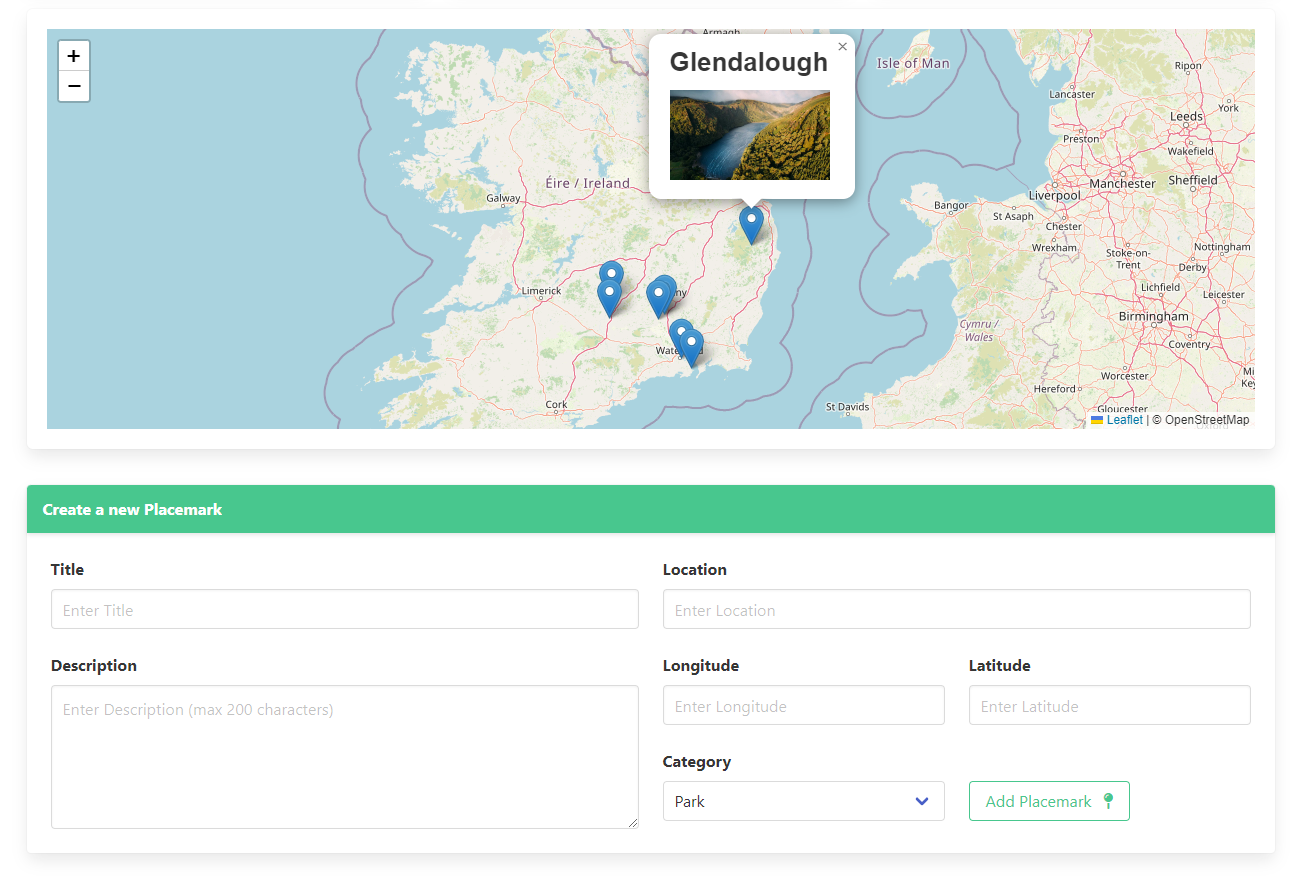 +
−
Armagh
Glendalough
×
Isle of Man
Ripon
Lancaster
York
Leeds
Preston
Wakefield
Éire / Ireland
Manchester
Sheffield
Liverpool
Galway
Bangor
St Asaph
Chester
Wrexham
Nottingham
Stoke-on-
Trent
Derby
Limerick
Lichfield
Leicester
Birmingham
Cymru /
Wales
Coventry
Worcester
Hereford
Cork
St Davids
Gloucester
Leaflet | © OpenStreetMap
Create a new Placemark
Title
Location
Enter Title
Enter Location
Description
Longitude
Latitude
Enter Description (max 200 characters)
Enter Longitude
Enter Latitude
Category
Park
Add Placemark